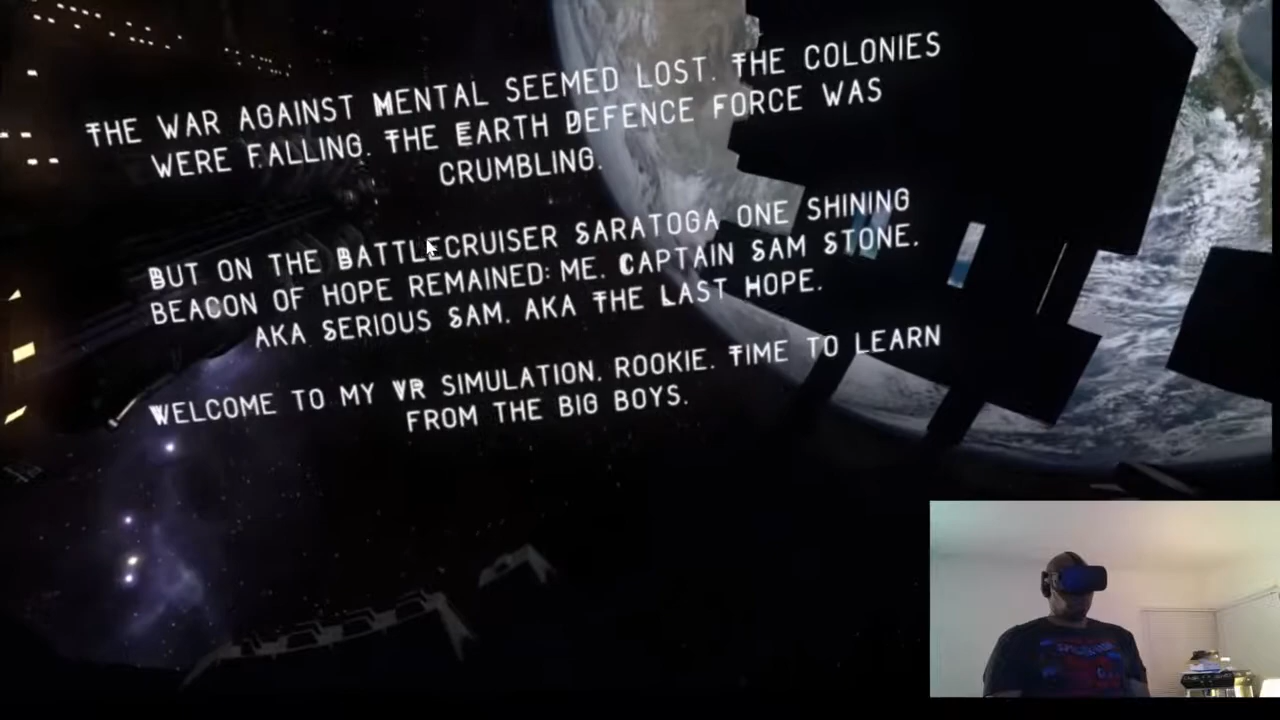 THE WAR AGAINST MENTAL SEEMED LOST. THE COLONIES
WERE FALLING. THE EARTH DEFENCE FORCE WAS
CRUMBLING.
BUT ON THE BATTLECRUISER SARATOGA ONE SHINING
BEACON OF HOPE REMAINED: ME. CAPTAIN SAM STONE.
AKA SERIOUS SAM. AKA THE LAST HOPE.
WELCOME TO MY VR SIMULATION, ROOKIE. TIME TO LEARN
FROM THE BIG BOYS.